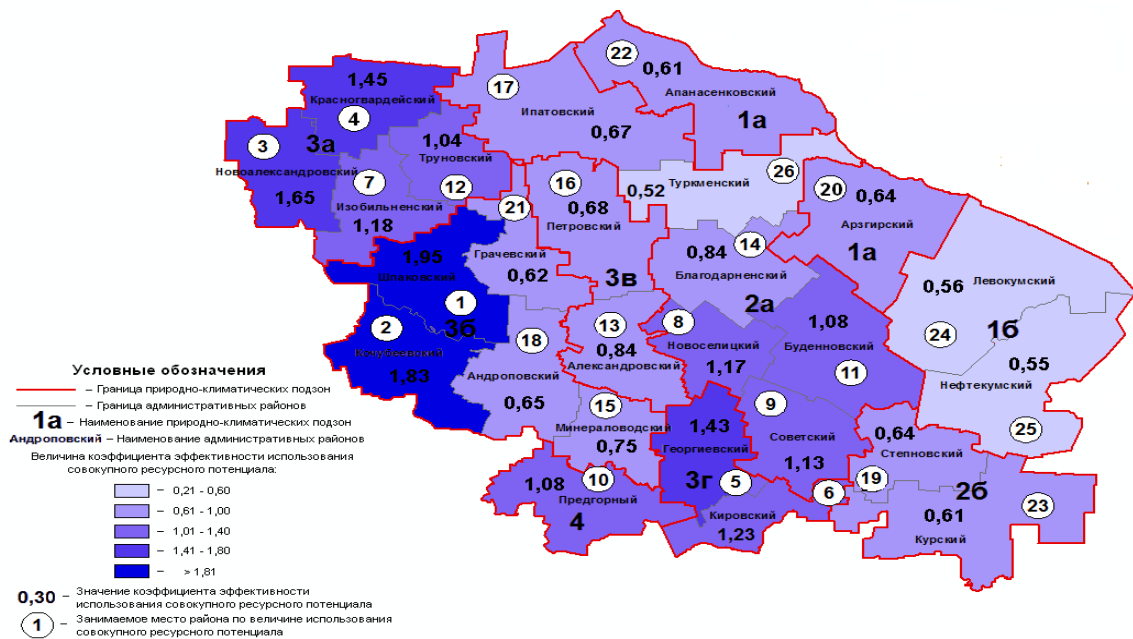 22
0,61
Апанасенковский
1а
17
Ипатовский
0,67
1,45
Красногвардейский
4
3а
3
Новоалександровский
1,65
1,04
Труновский
12
7
Изобильненский
1,18
16
0,68
Петровский
21
Грачевский
0,62
0,52
Туркменский
26
20
0,64
Арзгирский
1а
0,84
14
Благодарненский
2а
3в
1,95
Шпаковский
1
3б
2
Кочубеевский
1,83
18
Андроповский
0,65
13
0,84
Александровский
8
Новоселицкий
1,17
1,08
Буденновский
11
0,56
Левокумский
24
1б
0,55
Нефтекумский
25
15
Минераловодский
0,75
1,43
Георгиевский
3г
5
9
Советский
1,13
6
0,64
Степновский
19
2б
0,61
Курский
23
10
1,08
Предгорный
4
Кировский
1,23
Условные обозначения
– Граница природно-климатических подзон
– Граница административных районов
1а – Наименование природно-климатических подзон
Андроповский – Наименование административных районов
Величина коэффициента эффективности использования
совокупного ресурсного потенциала:
– 0,21 - 0,60
– 0,61 - 1,00
– 1,01 - 1,40
– 1,41 - 1,80
– > 1,81
0,30 – Значение коэффициента эффективности
использования совокупного ресурсного потенциала
1 – Занимаемое место района по величине использования
совокупного ресурсного потенциала